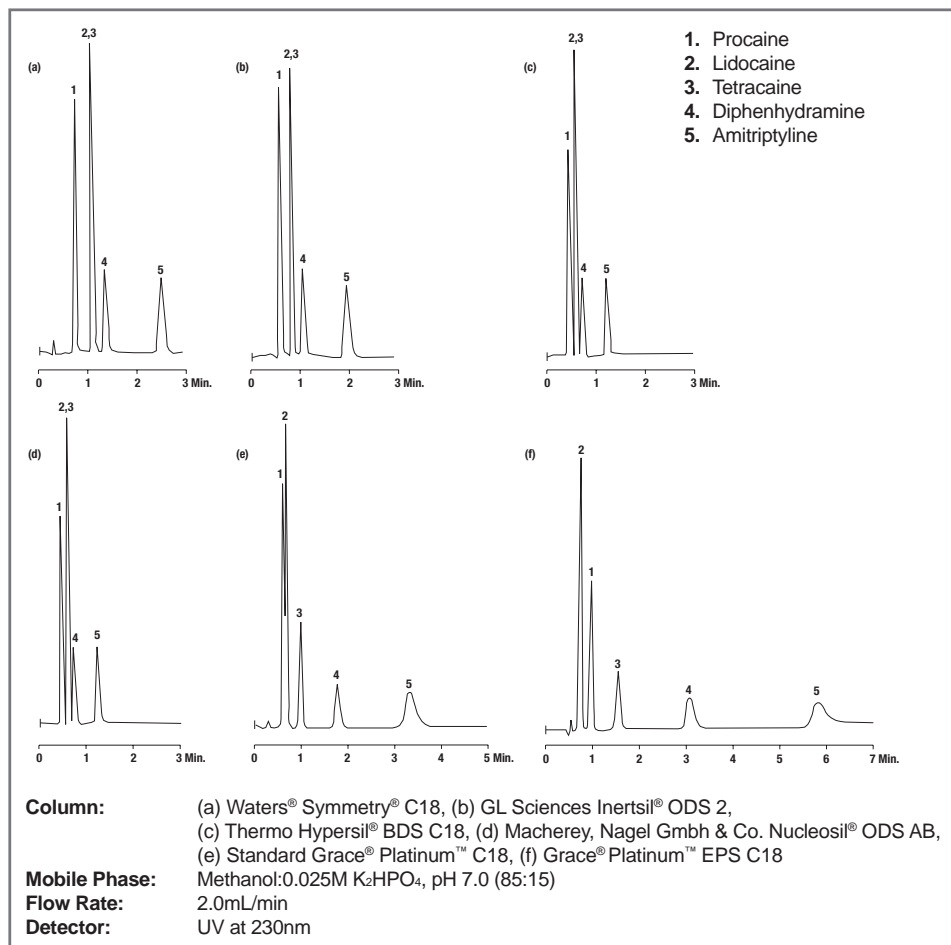 (a)
2,3
1
4
5
0 1 2 3 Min.
(b)
2,3
1
4
5
0 1 2 3 Min.
(c)
2,3
1
4
5
0 1 2 3 Min.
1. Procaine
2. Lidocaine
3. Tetracaine
4. Diphenhydramine
5. Amitriptyline
(d)
2,3
1
4
5
0 1 2 3 Min.
(e)
2
1
3
4
5
0 1 2 3 4 5 Min.
(f)
2
1
3
4
5
0 1 2 3 4 5 6 7 Min.
Column: (a) Waters® Symmetry® C18, (b) GL Sciences Inertsil® ODS 2,
(c) Thermo Hypersil® BDS C18, (d) Macherey, Nagel Gmbh & Co. Nucleosil® ODS AB,
(e) Standard Grace® Platinum™ C18, (f) Grace® Platinum™ EPS C18
Mobile Phase: Methanol:0.025M K₂HPO₄, pH 7.0 (85:15)
Flow Rate: 2.0mL/min
Detector: UV at 230nm